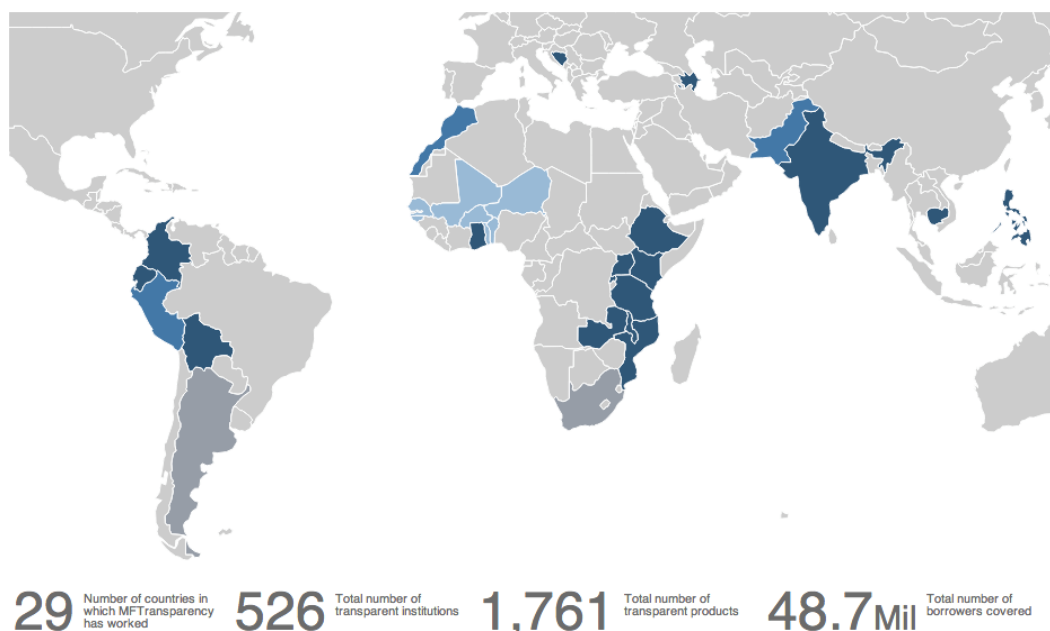 29 Number of countries in
which MFTransparency
has worked
526 Total number of
transparent institutions
1,761 Total number of
transparent products
48.7Mil Total number of
borrowers covered